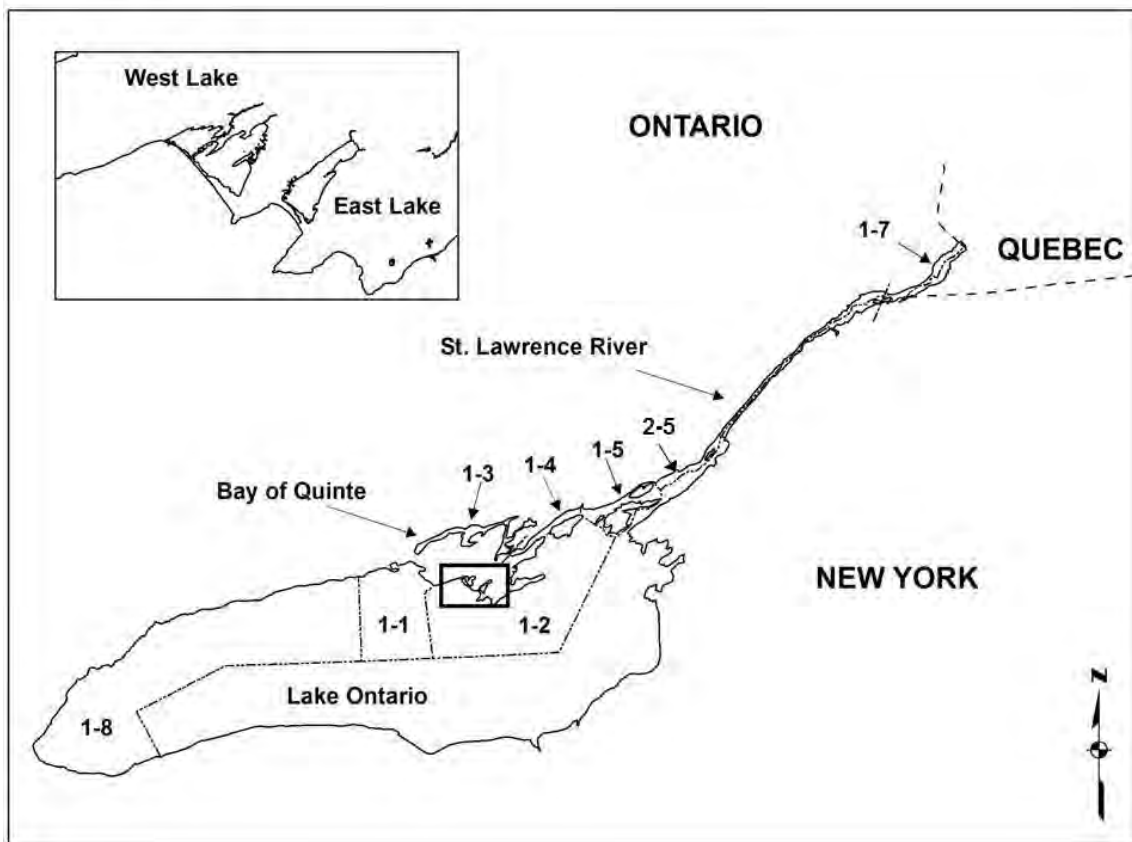 West Lake
East Lake
ONTARIO
1-7
QUEBEC
St. Lawrence River
2-5
1-5
1-4
1-3
Bay of Quinte
NEW YORK
1-1
1-2
Lake Ontario
1-8
N